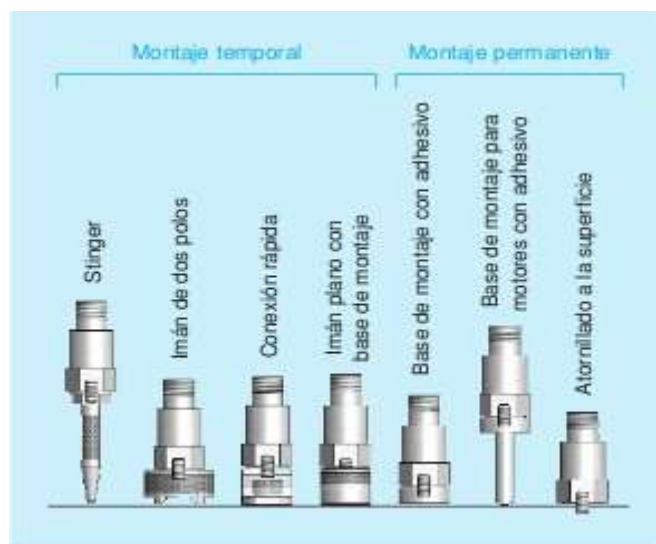 Montaje temporal
Montaje permanente
Stinger
Imán de dos polos
Conexión rápida
Imán plano con
base de montaje
Base de montaje con adhesivo
Base de montaje para
motores con adhesivo
Atornillado a la superficie